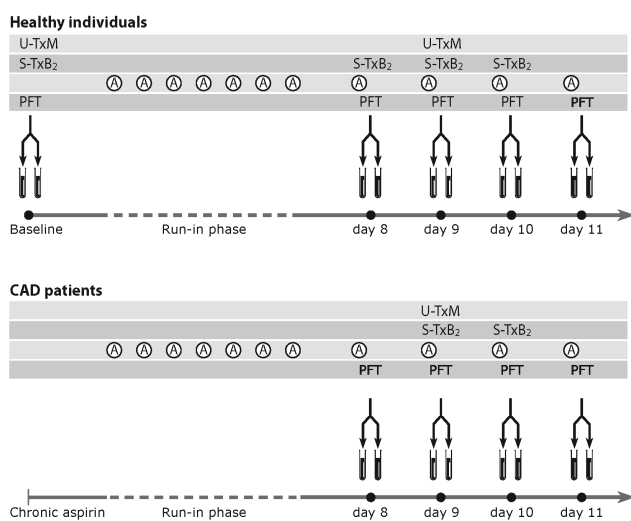 Healthy individuals
U-TxM U-TxM
S-TxB₂ S-TxB₂ S-TxB₂ S-TxB₂
A A A A A A A A A A A
PFT PFT PFT PFT PFT
Baseline Run-in phase day 8 day 9 day 10 day 11
CAD patients
U-TxM
S-TxB₂ S-TxB₂
A A A A A A A A A A A
PFT PFT PFT PFT
Chronic aspirin Run-in phase day 8 day 9 day 10 day 11